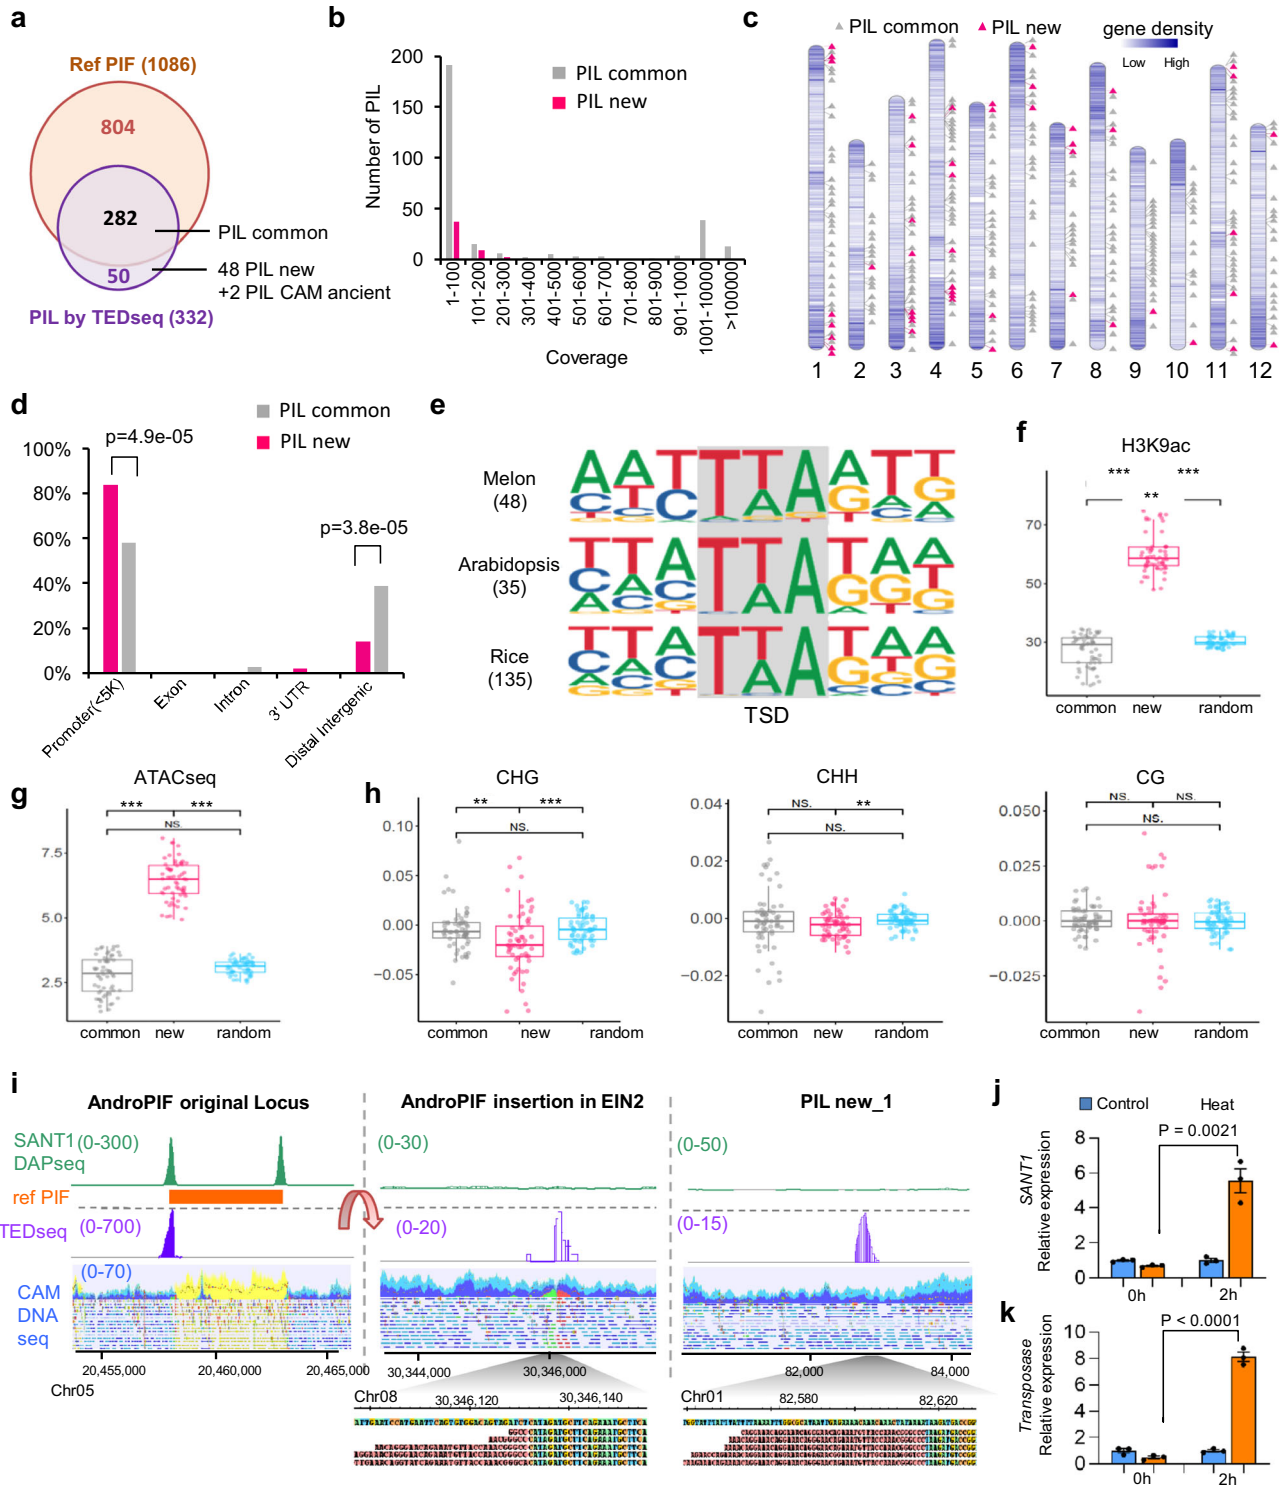 a
Ref PIF (1086)
804
282
PIL common
50
48 PIL new
+2 PIL CAM ancient
PIL by TEDseq (332)
b
Number of PIL
200
150
100
50
0
PIL common
PIL new
1-100
101-200
201-300
301-400
401-500
501-600
601-700
701-800
801-900
901-1000
1001-10000
>100000
Coverage
c
PIL common
PIL new
gene density
Low High
1 2 3 4 5 6 7 8 9 10 11 12
d
PIL common
PIL new
100%
80%
60%
40%
20%
0%
p=4.9e-05
p=3.8e-05
Promoter(<5K)
Exon
Intron
3' UTR
Distal Intergenic
e
Melon
(48)
Arabidopsis
(35)
Rice
(135)
TSD
f
H3K9ac
*** ***
**
70
50
30
common new random
g
ATACseq
*** ***
NS
7.5
5.0
2.5
common new random
h
CHG
** ***
NS.
0.10
0.05
0.00
−0.05
common new random
CHH
NS. **
NS.
0.04
0.02
0.00
−0.02
common new random
CG
NS. NS.
NS.
0.050
0.025
0.000
−0.025
common new random
i
AndroPIF original Locus
AndroPIF insertion in EIN2
PIL new_1
SANT1
DAPseq
(0-300)
(0-30)
(0-50)
ref PIF
TEDseq
(0-700)
(0-20)
(0-15)
(0-70)
CAM
DNA
seq
20,455,000 20,460,000 20,465,000
Chr05
30,344,000 30,346,000
82,000 84,000
Chr08
30,346,120 30,346,140
Chr01
82,580 82,620
j
Control Heat
SANT1
Relative expression
8
6
4
2
0
P = 0.0021
0h 2h
k
Transposase
Relative expression
10
8
6
4
2
0
P < 0.0001
0h 2h